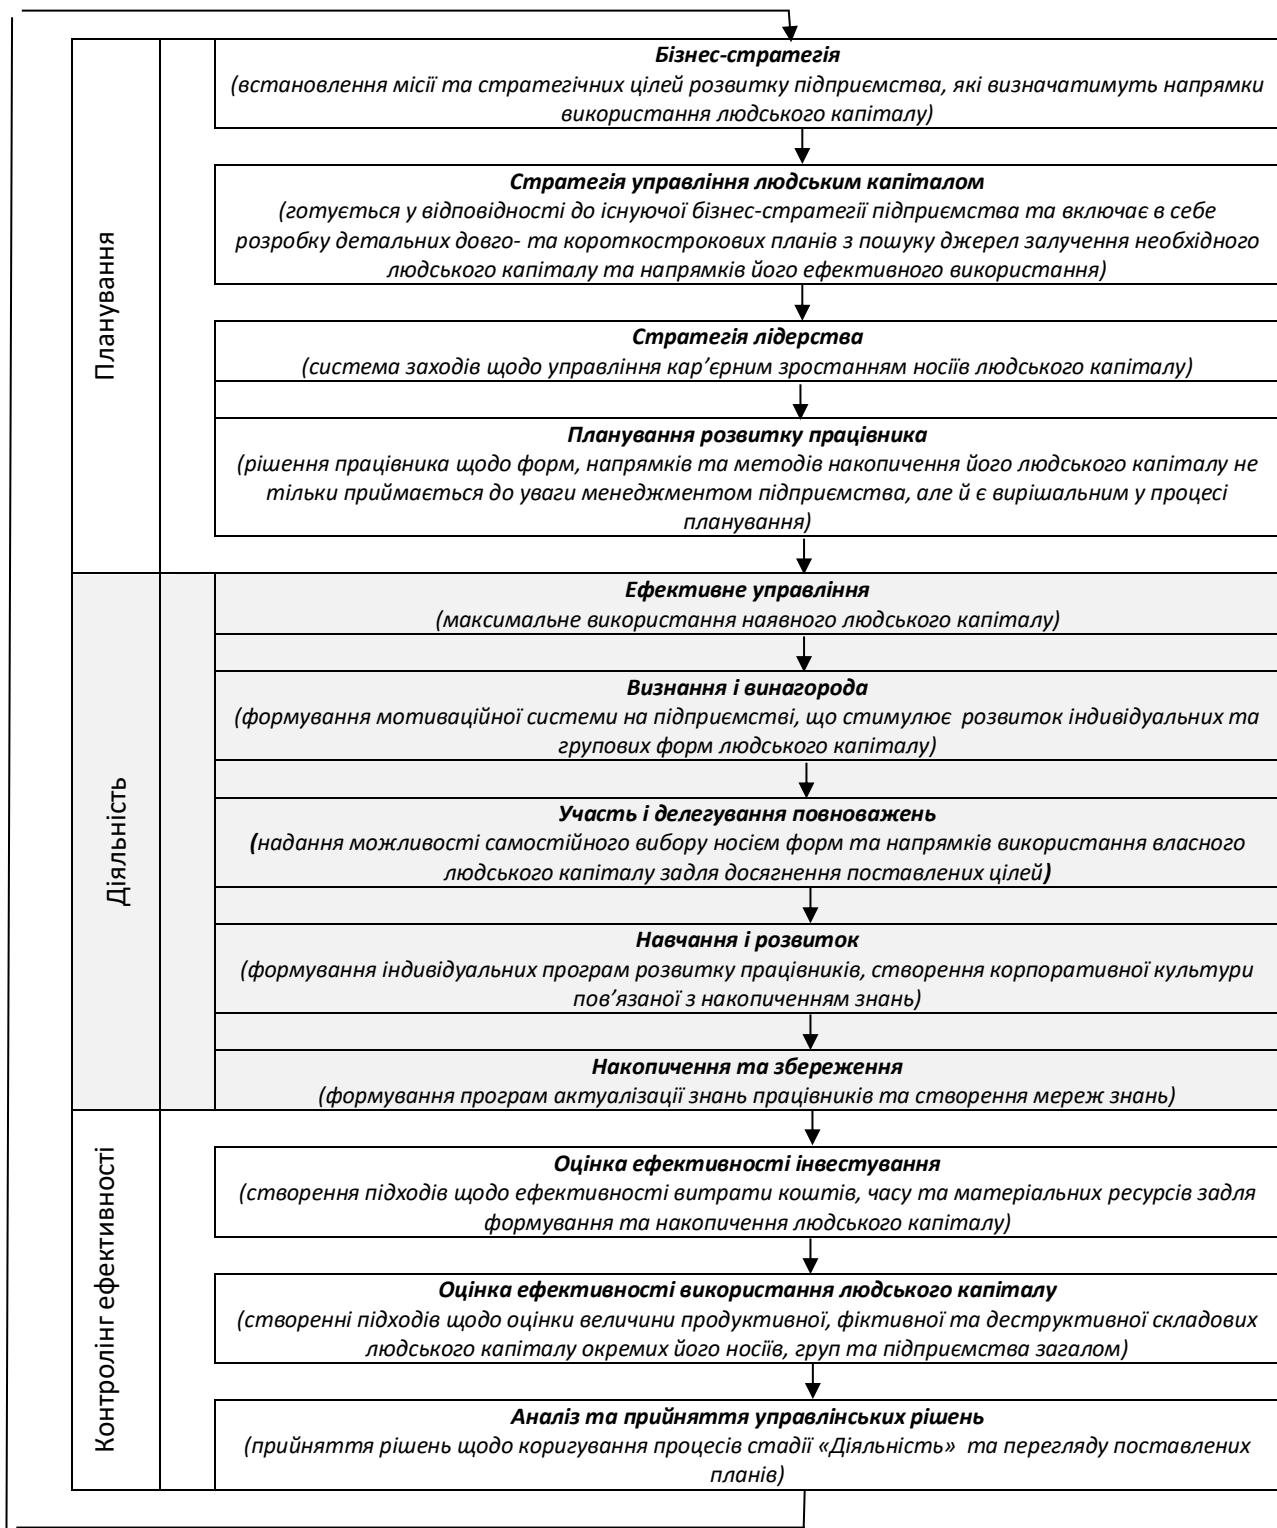 Планування
Бізнес-стратегія
(встановлення місії та стратегічних цілей розвитку підприємства, які визначатимуть напрямки
використання людського капіталу)
Стратегія управління людським капіталом
(готується у відповідності до існуючої бізнес-стратегії підприємства та включає в себе
розробку детальних довго- та короткострокових планів з пошуку джерел залучення необхідного
людського капіталу та напрямків його ефективного використання)
Стратегія лідерства
(система заходів щодо управління кар’єрним зростанням носіїв людського капіталу)
Планування розвитку працівника
(рішення працівника щодо форм, напрямків та методів накопичення його людського капіталу не
тільки приймається до уваги менеджментом підприємства, але й є вирішальним у процесі
планування)
Діяльність
Ефективне управління
(максимальне використання наявного людського капіталу)
Визнання і винагорода
(формування мотиваційної системи на підприємстві, що стимулює розвиток індивідуальних та
групових форм людського капіталу)
Участь і делегування повноважень
(надання можливості самостійного вибору носієм форм та напрямків використання власного
людського капіталу задля досягнення поставлених цілей)
Навчання і розвиток
(формування індивідуальних програм розвитку працівників, створення корпоративної культури
пов’язаної з накопиченням знань)
Накопичення та збереження
(формування програм актуалізації знань працівників та створення мереж знань)
Контролінг ефективності
Оцінка ефективності інвестування
(створення підходів щодо ефективності витрати коштів, часу та матеріальних ресурсів задля
формування та накопичення людського капіталу)
Оцінка ефективності використання людського капіталу
(створенні підходів щодо оцінки величини продуктивної, фіктивної та деструктивної складових
людського капіталу окремих його носіїв, груп та підприємства загалом)
Аналіз та прийняття управлінських рішень
(прийняття рішень щодо коригування процесів стадії «Діяльність» та перегляду поставлених
планів)